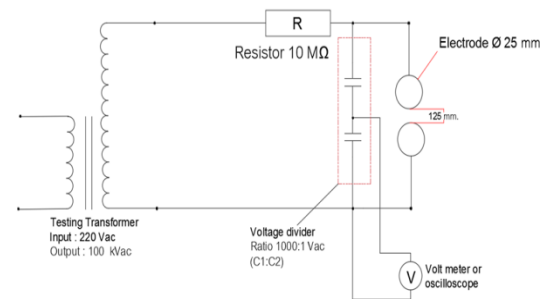 R
Resistor 10 MΩ
Electrode Ø 25 mm
125 mm.
Testing Transformer
Input : 220 Vac
Output : 100 kVac
Voltage divider
Ratio 1000:1 Vac
(C1:C2)
V
Volt meter or
oscilloscope